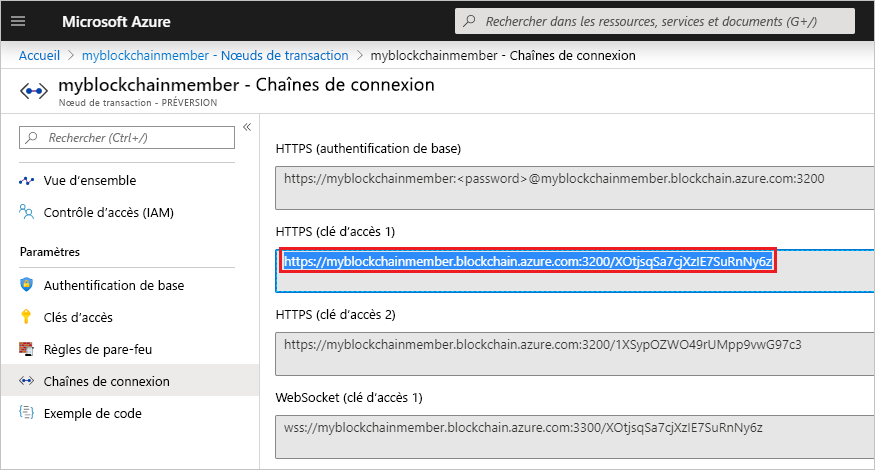 Microsoft Azure
Rechercher dans les ressources, services et documents (G+/)
Accueil > myblockchainmember - Nœuds de transaction > myblockchainmember - Chaînes de connexion
myblockchainmember - Chaînes de connexion
Nœud de transaction - PRÉVERSION
Rechercher (Ctrl+/)
«
Vue d'ensemble
Contrôle d'accès (IAM)
Paramètres
Authentification de base
Clés d'accès
Règles de pare-feu
Chaînes de connexion
Exemple de code
HTTPS (authentification de base)
https://myblockchainmember:<password>@myblockchainmember.blockchain.azure.com:3200
HTTPS (clé d'accès 1)
https://myblockchainmember.blockchain.azure.com:3200/XOtjsqSa7cjXzIE7SuRnNy6z
HTTPS (clé d'accès 2)
https://myblockchainmember.blockchain.azure.com:3200/1XSypOZWO49rUMpp9vwG97c3
WebSocket (clé d'accès 1)
wss://myblockchainmember.blockchain.azure.com:3300/XOtjsqSa7cjXzIE7SuRnNy6z